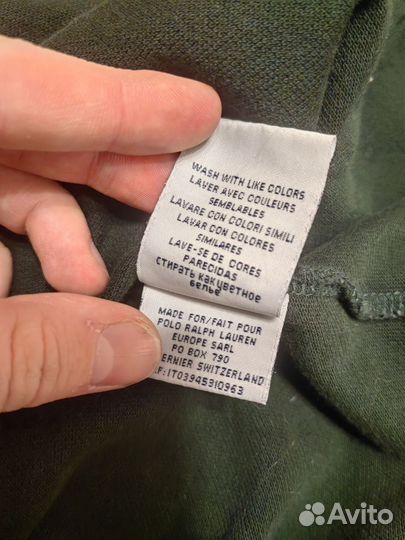 WASH WITH LIKE COLORS
LAVER AVEC COULEURS
SEMBLABLES
LAVARE CON COLORI SIMILI
LAVAR CON COLORES
SIMILARES
LAVE-SE DE CORES
PARECIDAS
СТИРАТЬ КАК ЦВЕТНОЕ
БЕЛЬЕ
MADE FOR/FAIT POUR
POLO RALPH LAUREN
EUROPE SARL
PO BOX 790
ERNIER SWITZERLAND
F:IT03945310963
Avito